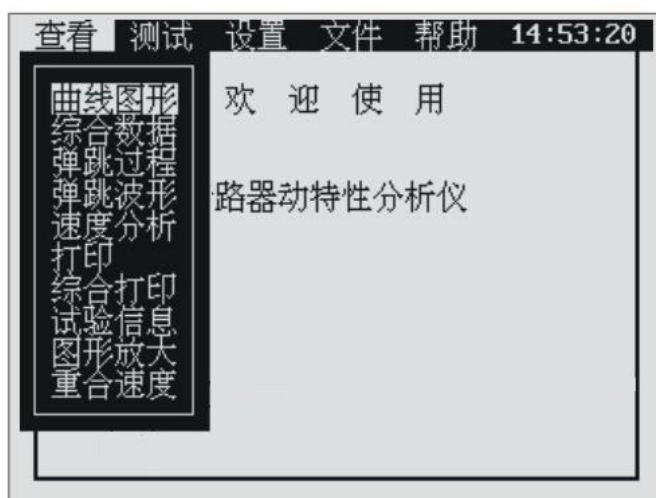 查看 测试 设置 文件 帮助 14:53:20
欢迎使用
路器动特性分析仪
曲线图形
综合数据
弹跳过程
弹跳波形
速度分析
打印
综合打印
试验信息
图形放大
重合速度